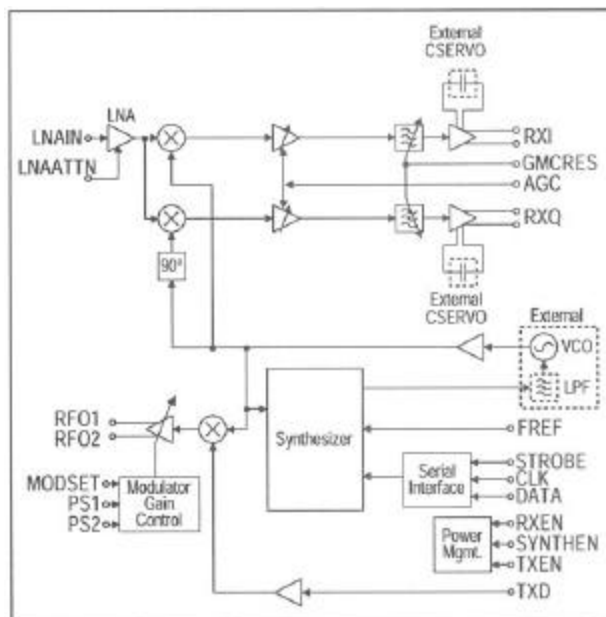 External
CSERVO
LNA
LNAIN
RXI
LNAATTN
GMCRES
AGC
RXQ
90°
External
CSERVO
External
VCO
LPF
RFO1
RFO2
Synthesizer
FREF
MODSET
PS1
PS2
Modulator
Gain
Control
Serial
Interface
STROBE
CLK
DATA
Power
Mgmt.
RXEN
SYNTHEN
TXEN
TXD